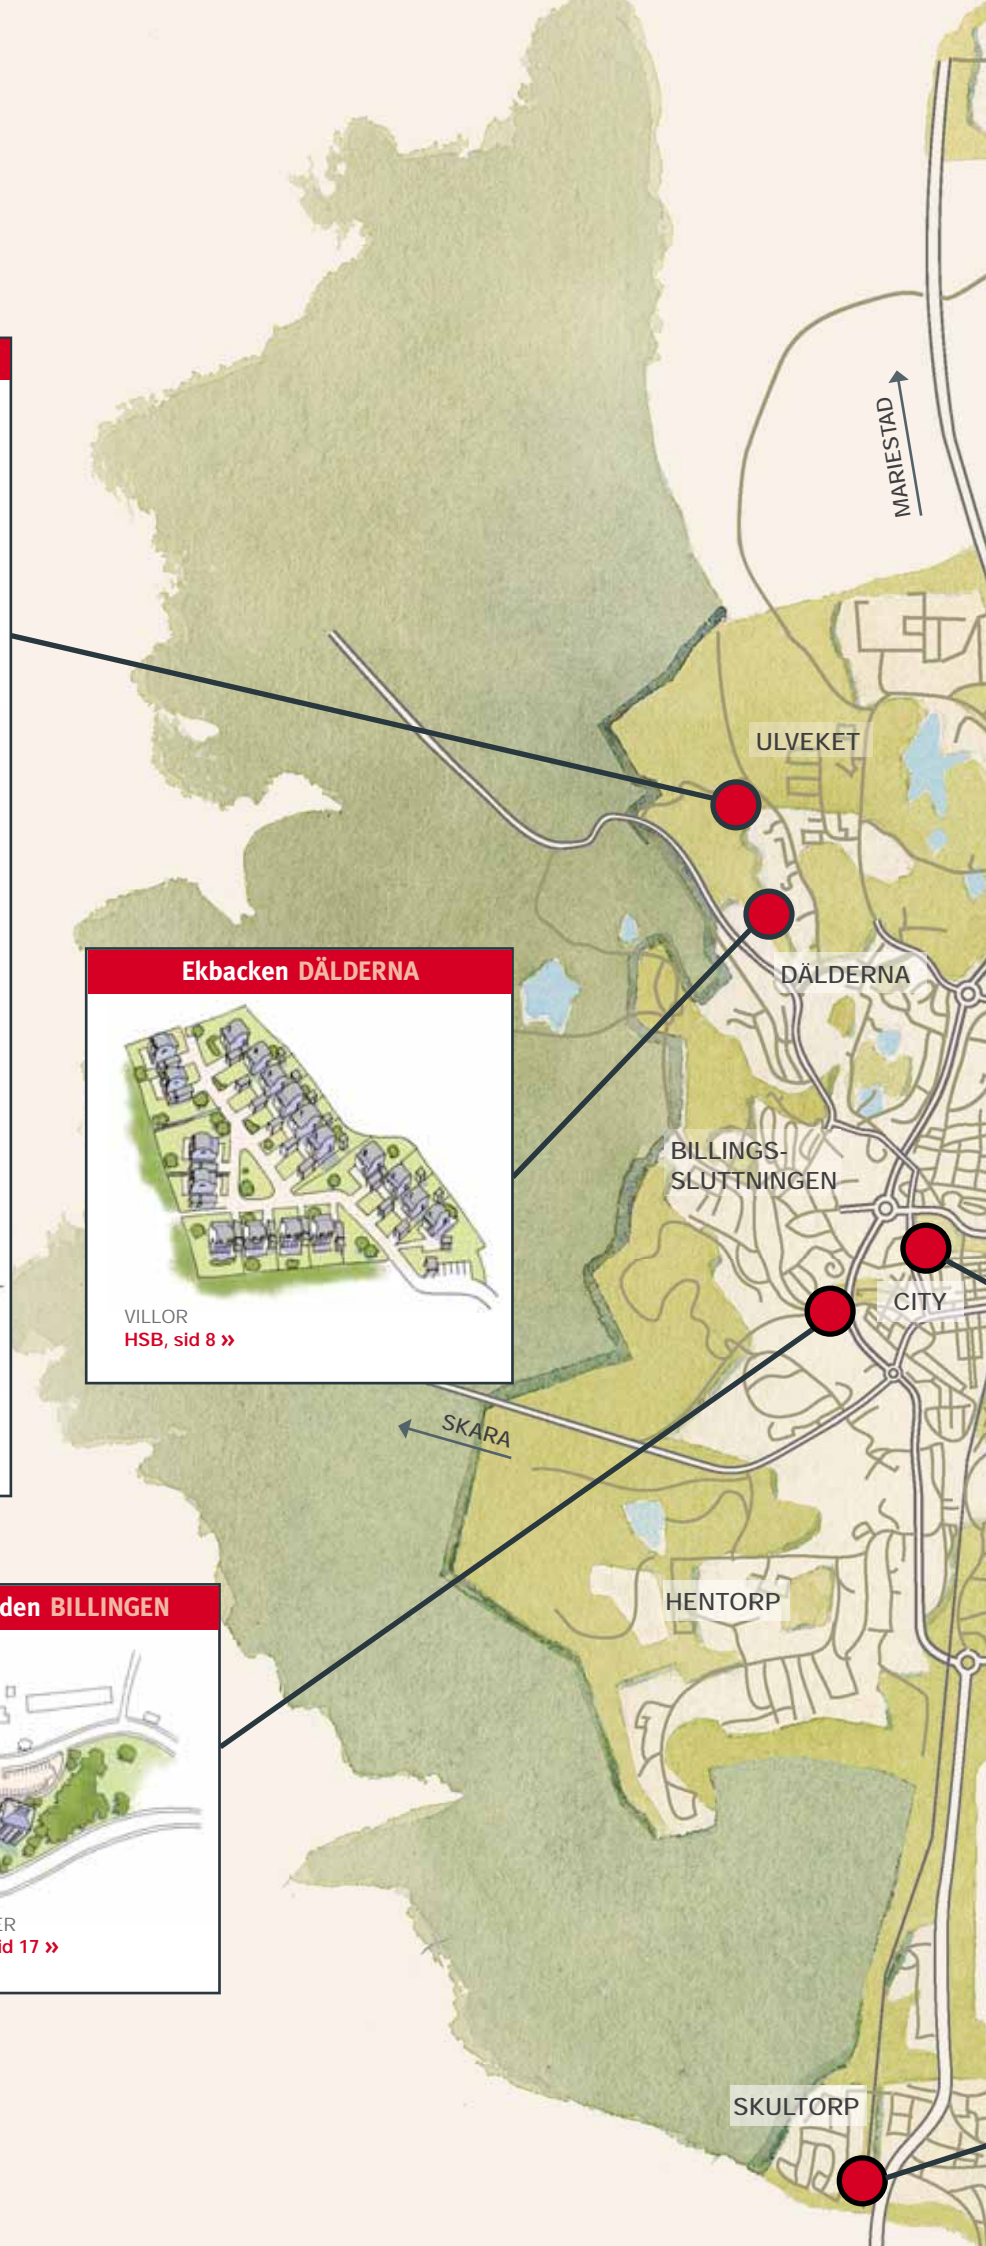 MARIESTAD
ULVEKET
Ekbacken DÄLDERNA
DÄLDERNA
BILLINGS-
SLUTTNINGEN
CITY
VILLOR
HSB, sid 8 »
SKARA
HENTORP
den BILLINGEN
ER
id 17 »
SKULTORP